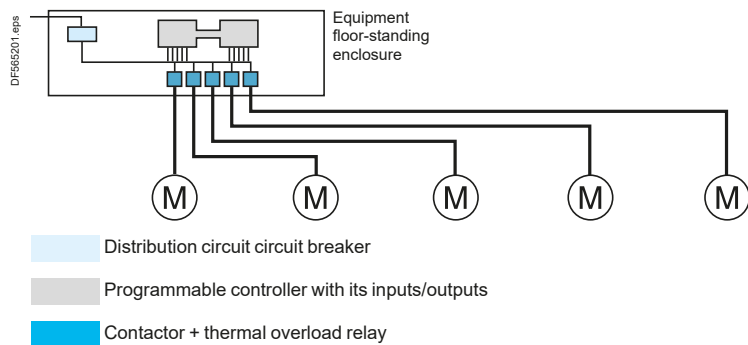 DF565201.eps
Equipment
floor-standing
enclosure
M M M M M
Distribution circuit circuit breaker
Programmable controller with its inputs/outputs
Contactor + thermal overload relay